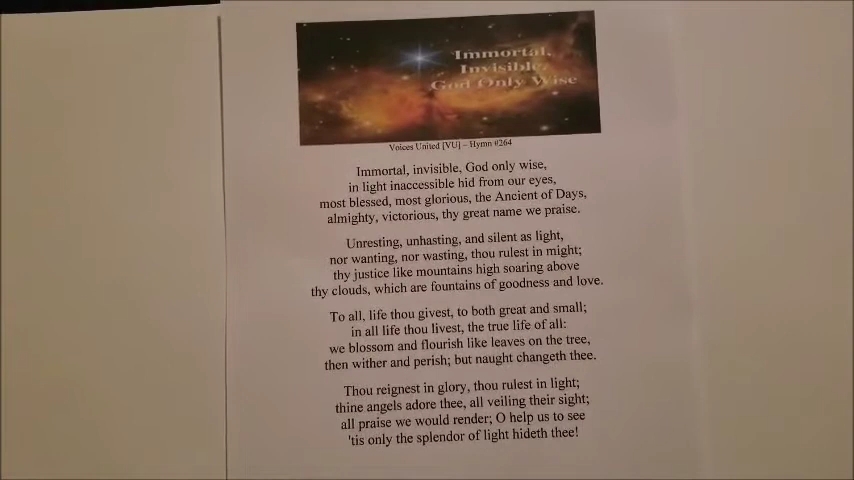 Immortal,
Invisible,
God Only Wise
Voices United [VU] – Hymn #264
Immortal, invisible, God only wise,
in light inaccessible hid from our eyes,
most blessed, most glorious, the Ancient of Days,
almighty, victorious, thy great name we praise.
Unresting, unhasting, and silent as light,
nor wanting, nor wasting, thou rulest in might;
thy justice like mountains high soaring above
thy clouds, which are fountains of goodness and love.
To all, life thou givest, to both great and small;
in all life thou livest, the true life of all:
we blossom and flourish like leaves on the tree,
then wither and perish; but naught changeth thee.
Thou reignest in glory, thou rulest in light;
thine angels adore thee, all veiling their sight;
all praise we would render; O help us to see
'tis only the splendor of light hideth thee!